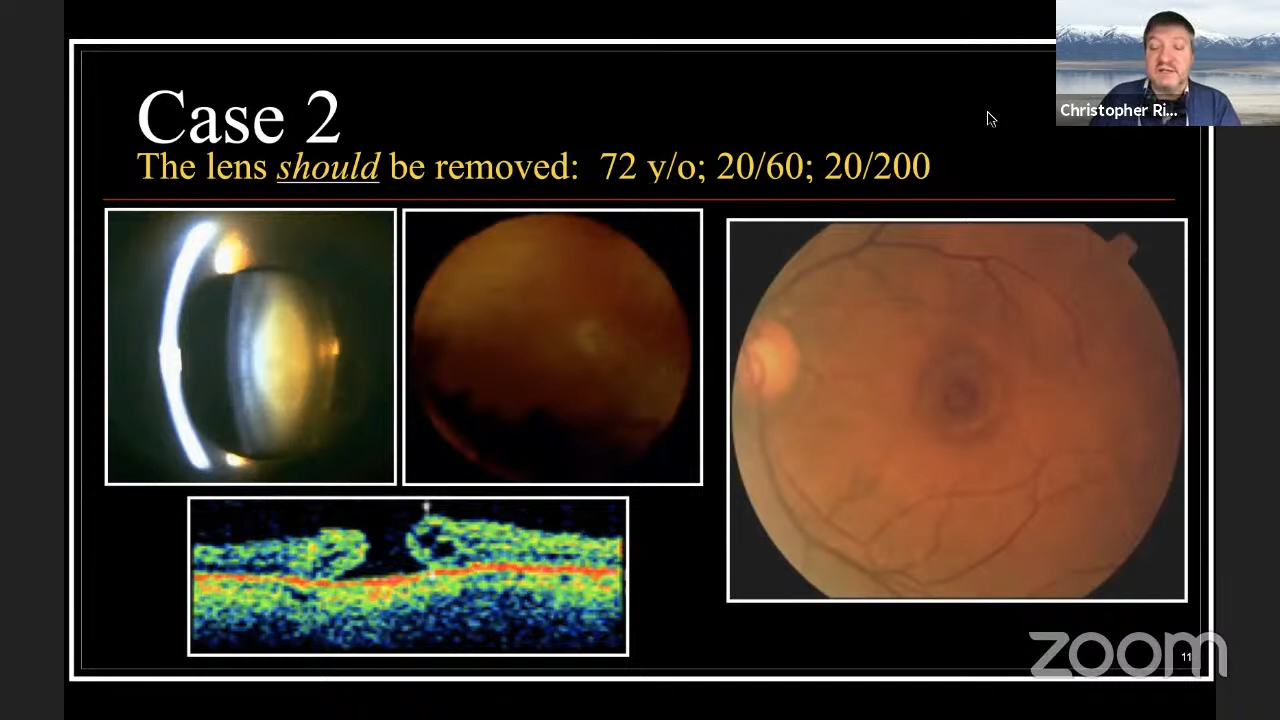 Case 2
The lens should be removed: 72 y/o; 20/60; 20/200
Christopher Ri...
zoom
11